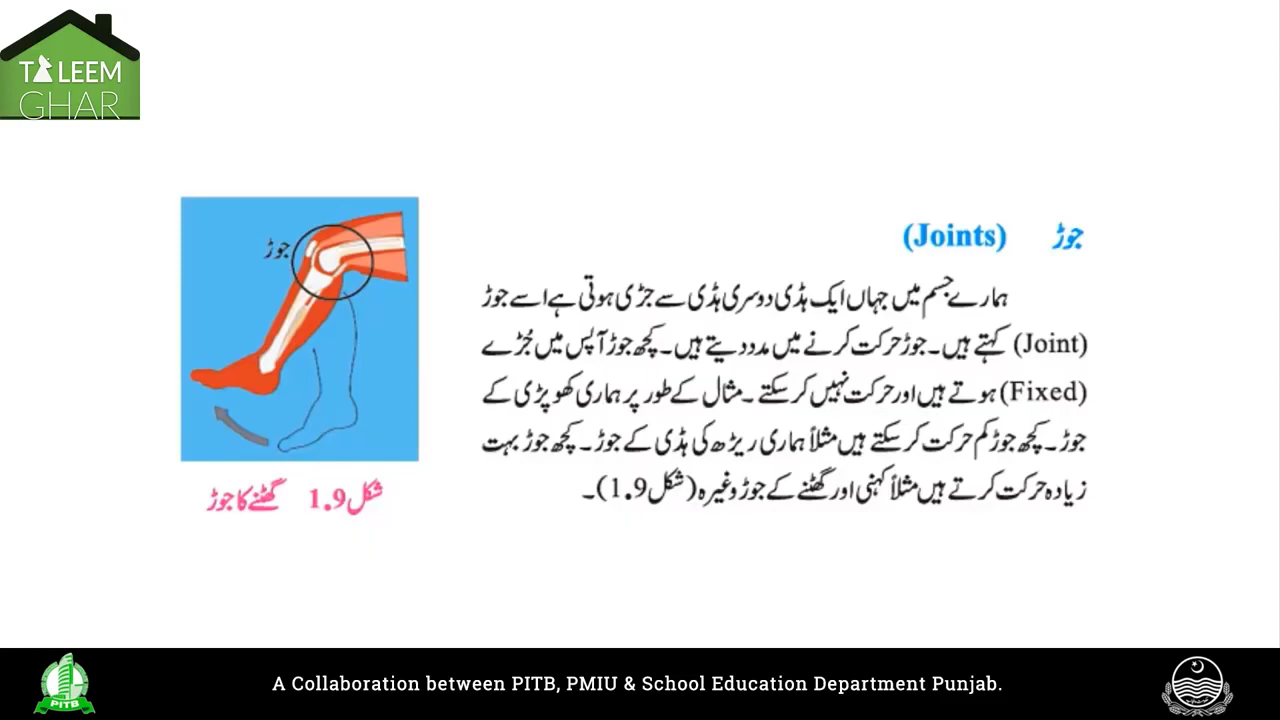 TALEEM
GHAR
جوڑ (Joints)
ہمارے جسم میں جہاں ایک ہڈی دوسری ہڈی سے جڑی ہوتی ہے اسے جوڑ
(Joint) کہتے ہیں۔ جوڑ حرکت کرنے میں مدد دیتے ہیں۔ کچھ جوڑ آپس میں جُڑے
(Fixed) ہوتے ہیں اور حرکت نہیں کر سکتے۔ مثال کے طور پر ہماری کھوپڑی کے
جوڑ۔ کچھ جوڑ کم حرکت کر سکتے ہیں مثلاً ہماری ریڑھ کی ہڈی کے جوڑ۔ کچھ جوڑ بہت
زیادہ حرکت کرتے ہیں مثلاً کہنی اور گھٹنے کے جوڑ وغیرہ (شکل 1.9)۔
جوڑ
شکل 1.9 گھٹنے کا جوڑ
PITB
A Collaboration between PITB, PMIU & School Education Department Punjab.